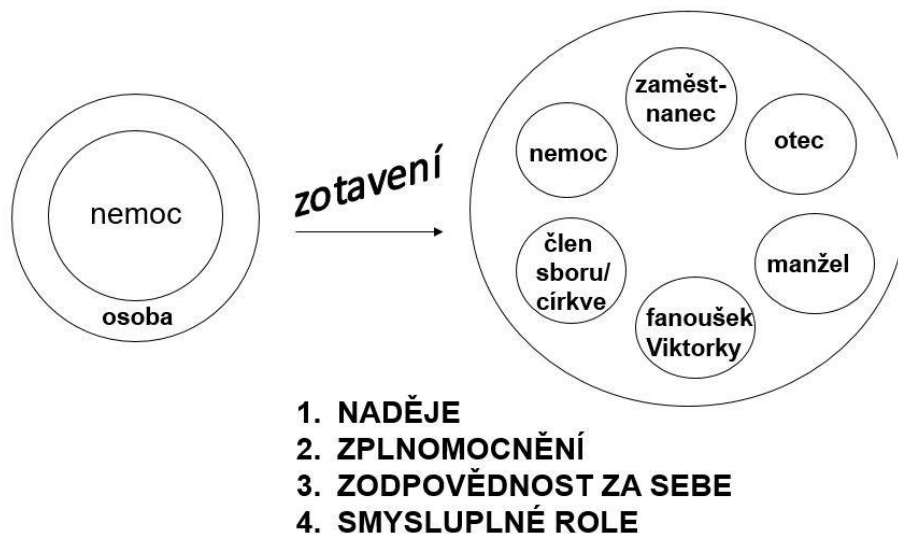 nemoc
osoba
zotavení
zaměst-
nanec
nemoc
otec
člen
sboru/
církve
manžel
fanoušek
Viktorky
1. NADĚJE
2. ZPLNOMOCNĚNÍ
3. ZODPOVĚDNOST ZA SEBE
4. SMYSLUPLNÉ ROLE